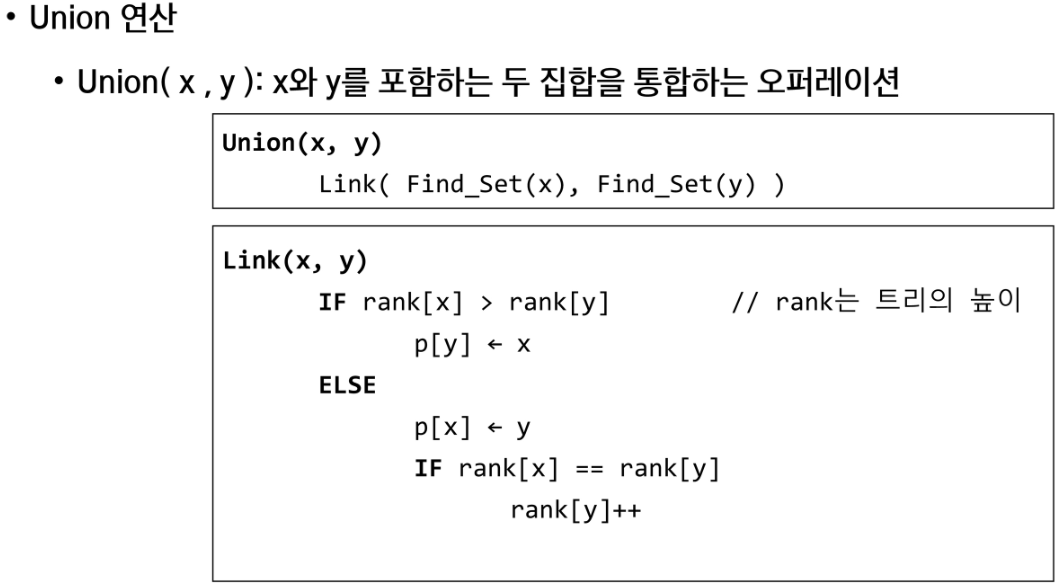 • Union 연산
• Union( x , y ): x와 y를 포함하는 두 집합을 통합하는 오퍼레이션
Union(x, y)
Link( Find_Set(x), Find_Set(y) )
Link(x, y)
IF rank[x] > rank[y] // rank는 트리의 높이
p[y] ← x
ELSE
p[x] ← y
IF rank[x] == rank[y]
rank[y]++